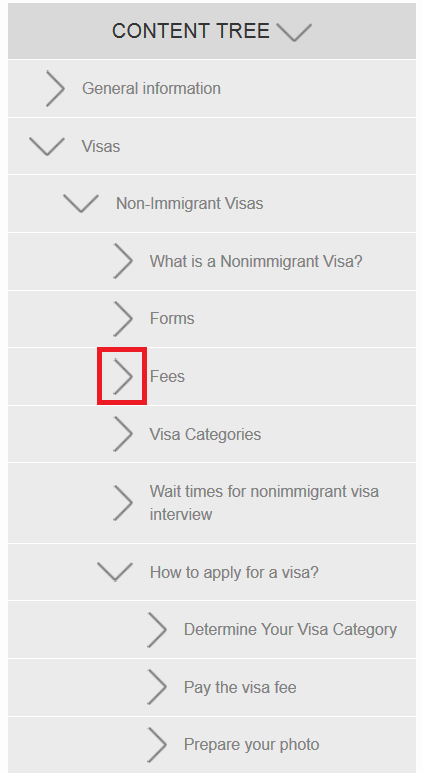 CONTENT TREE
General information
Visas
Non-Immigrant Visas
What is a Nonimmigrant Visa?
Forms
Fees
Visa Categories
Wait times for nonimmigrant visa
interview
How to apply for a visa?
Determine Your Visa Category
Pay the visa fee
Prepare your photo